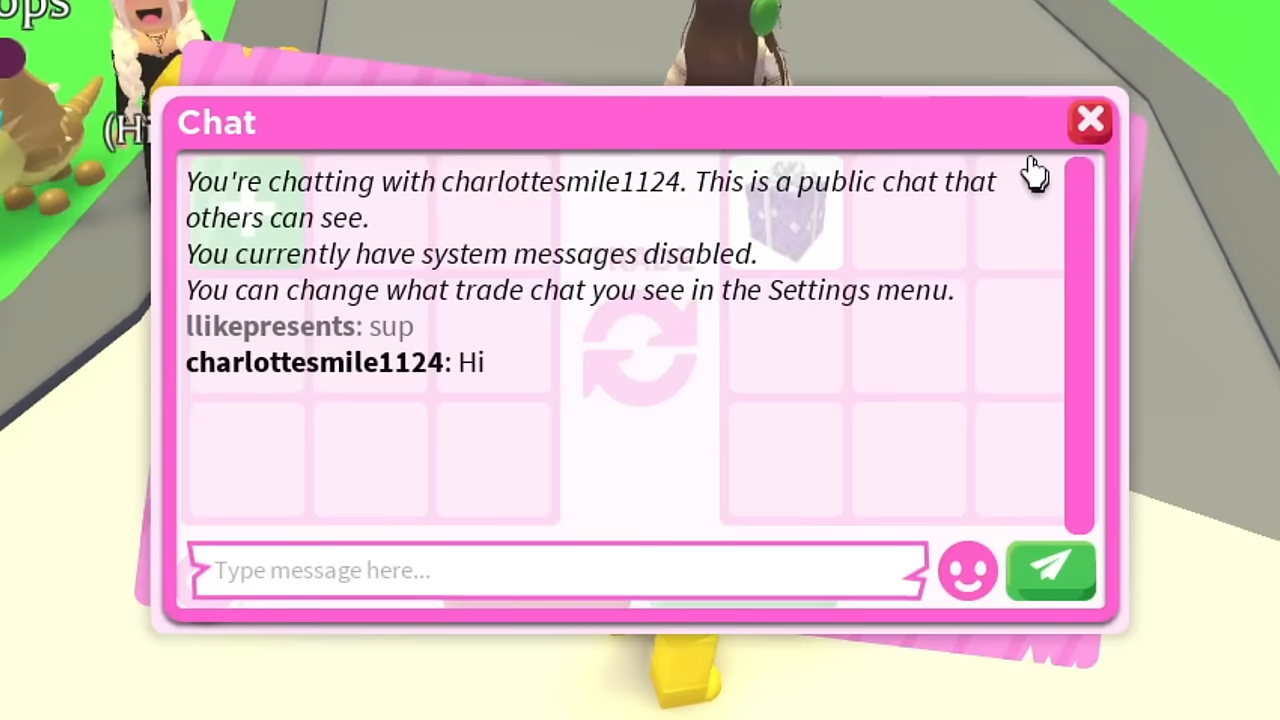 ops
(Hi
Chat
You're chatting with charlottesmile1124. This is a public chat that
others can see.
You currently have system messages disabled.
You can change what trade chat you see in the Settings menu.
llikepresents: sup
charlottesmile1124: Hi
Type message here...